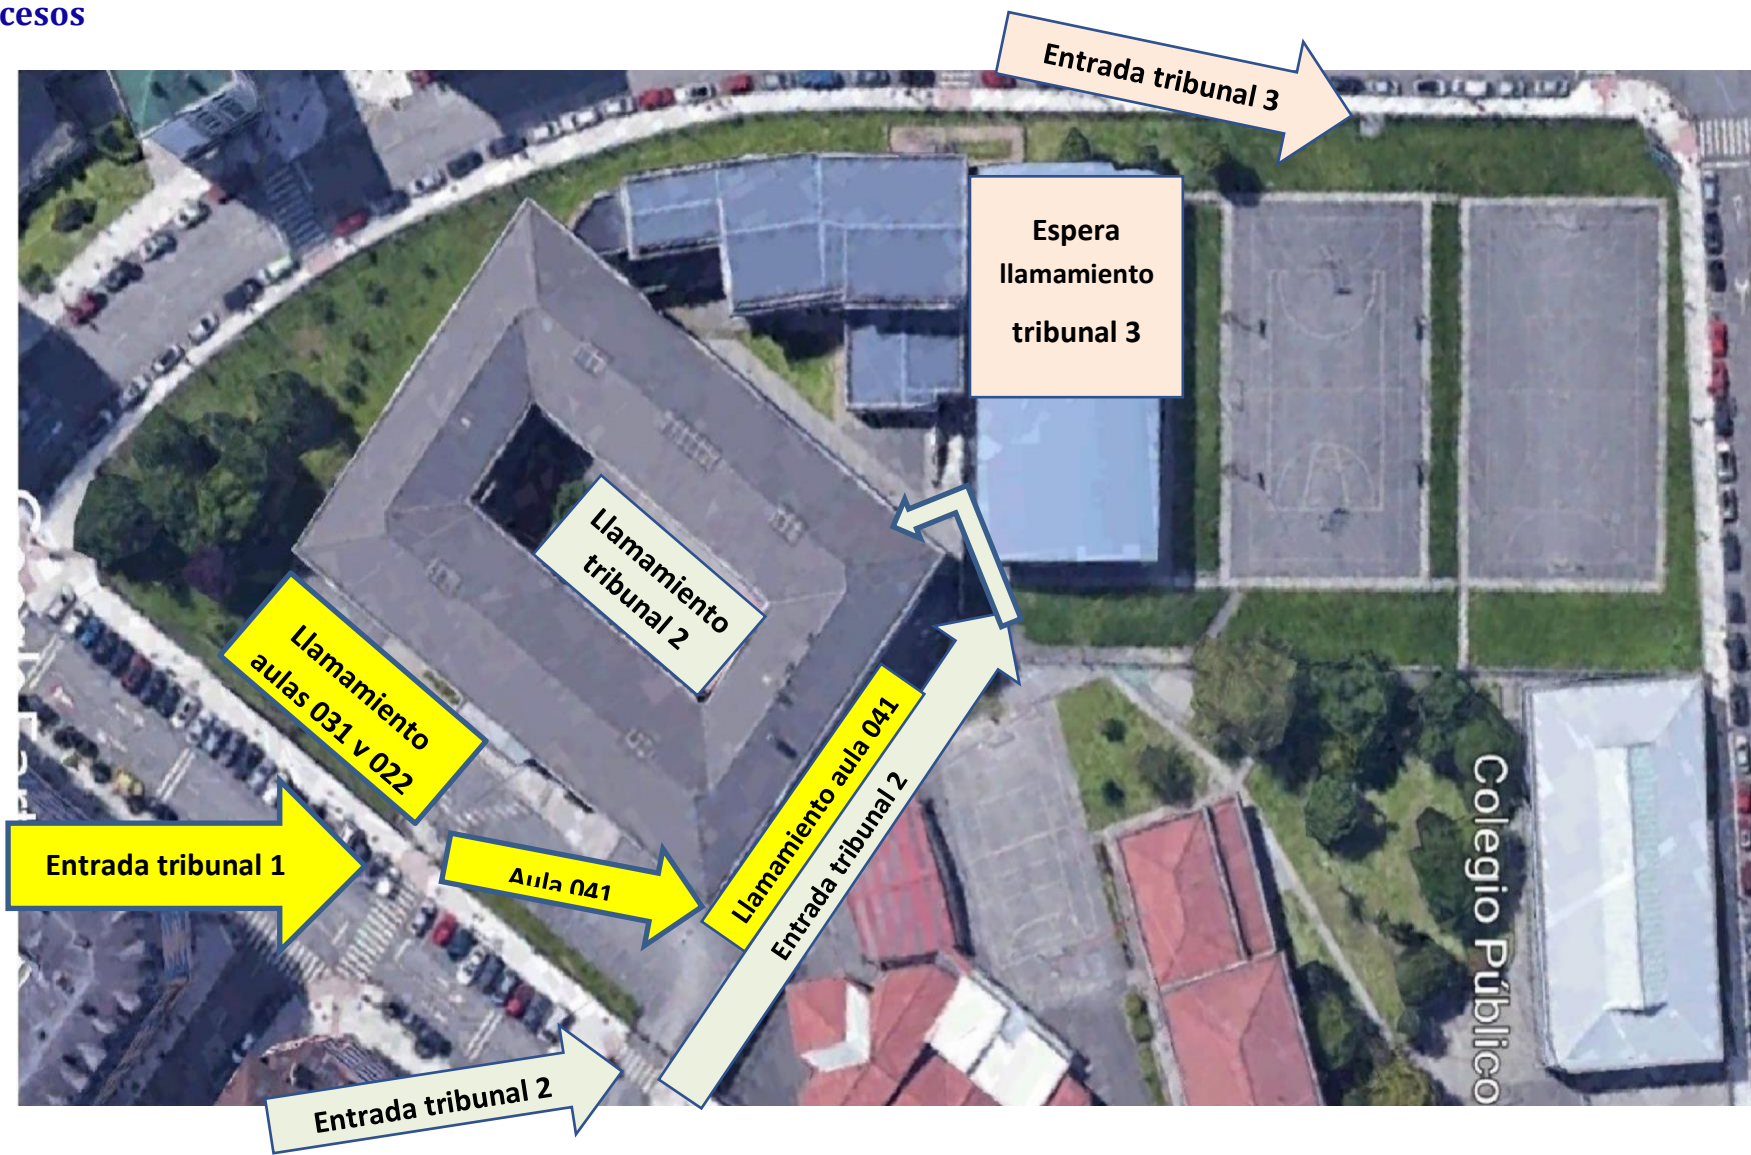 cesos
Entrada tribunal 3
Espera
llamamiento
tribunal 3
Llamamiento
tribunal 2
Llamamiento
aulas 031 y 022
Entrada tribunal 1
Aula 041
Llamamiento aula 041
Entrada tribunal 2
Entrada tribunal 2
Colegio Público